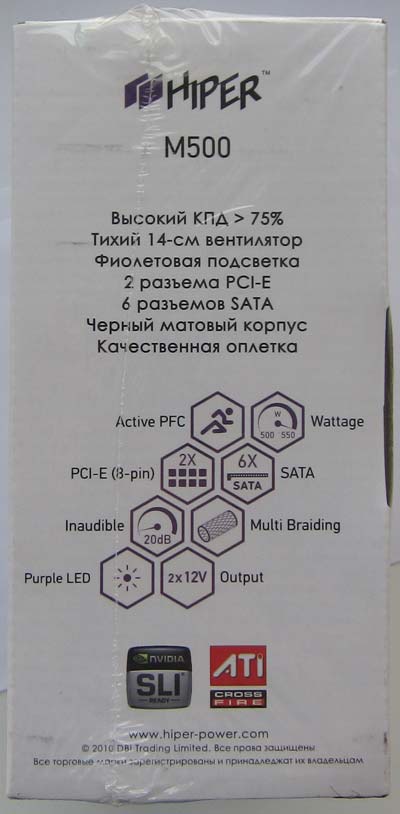 HIPER™
M500
Высокий КПД > 75%
Тихий 14-см вентилятор
Фиолетовая подсветка
2 разъема PCI-E
6 разъемов SATA
Черный матовый корпус
Качественная оплетка
Active PFC W 500 550 Wattage
PCI-E (8-pin) 2X 6X SATA SATA
Inaudible 20dB Multi Braiding
Purple LED 2x12V Output
NVIDIA SLI READY ATI CROSS FIRE
www.hiper-power.com
© 2010 DBI Trading Limited. Все права защищены
Все торговые марки зарегистрированы и принадлежат их владельцам